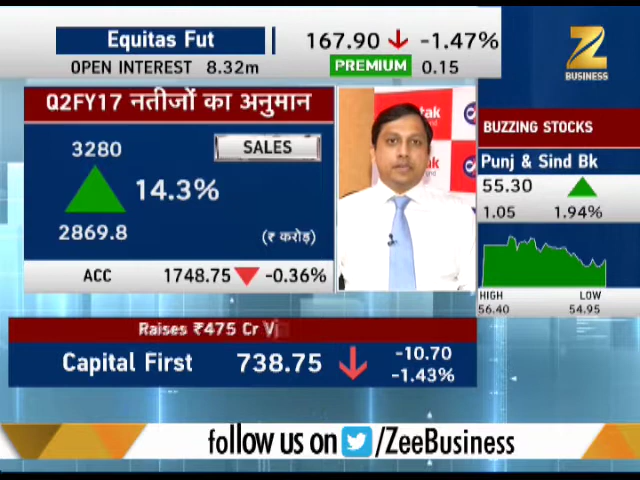 Equitas Fut
167.90 -1.47%
OPEN INTEREST 8.32m
PREMIUM 0.15
Z
BUSINESS
Q2FY17 नतीजों का अनुमान
3280
SALES
14.3%
2869.8
(₹ करोड़)
ACC 1748.75 -0.36%
tak
BUZZING STOCKS
Punj & Sind Bk
55.30
1.05 1.94%
HIGH LOW
56.40 54.95
Raises ₹475 Cr
Capital First 738.75 -10.70
-1.43%
follow us on /ZeeBusiness